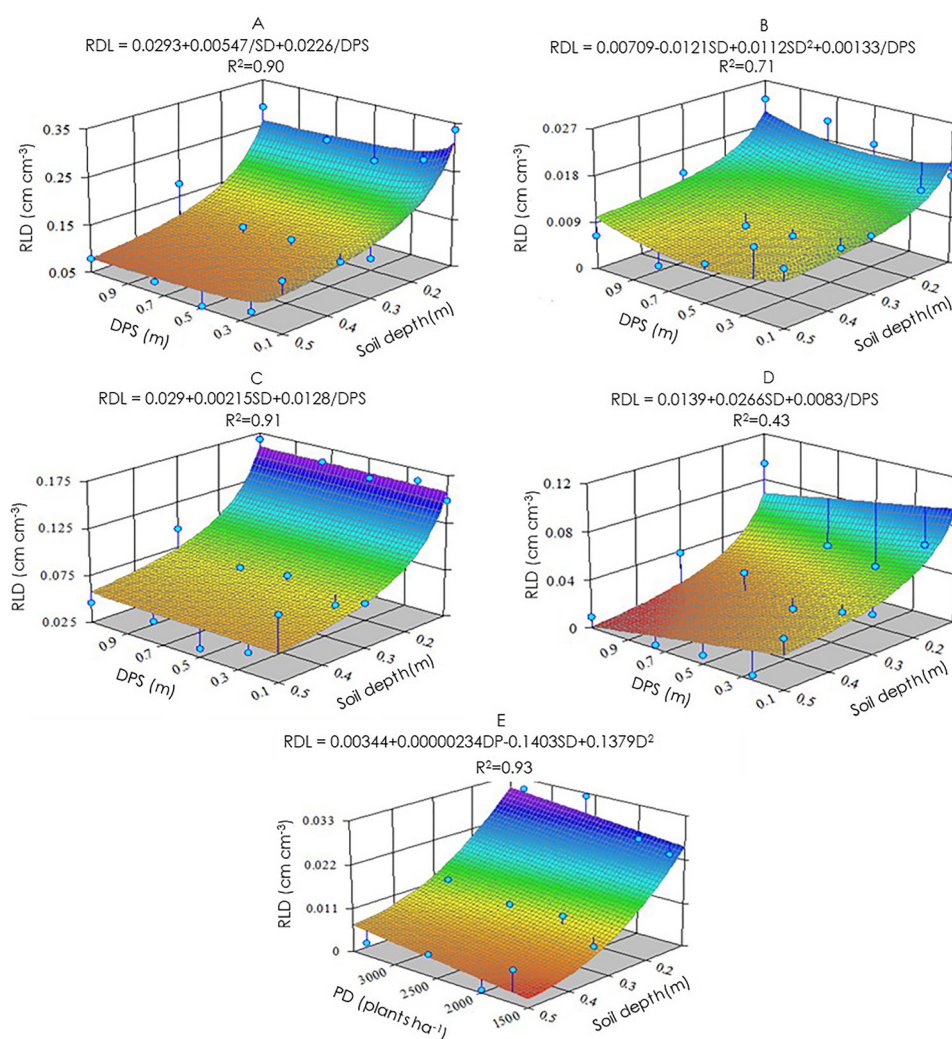 A
RDL = 0.0293+0.00547/SD+0.0226/DPS
R²=0.90
0.35
0.25
0.15
0.05
RLD (cm cm⁻³)
0.9
0.7
0.5
0.3
0.1
DPS (m)
0.5
0.4
0.3
0.2
Soil depth(m)
B
RDL = 0.00709-0.0121SD+0.0112SD²+0.00133/DPS
R²=0.71
0.027
0.018
0.009
0
RLD (cm cm⁻³)
0.9
0.7
0.5
0.3
0.1
DPS (m)
0.5
0.4
0.3
0.2
Soil depth(m)
C
RDL = 0.029+0.00215SD+0.0128/DPS
R²=0.91
0.175
0.125
0.075
0.025
RLD (cm cm⁻³)
0.9
0.7
0.5
0.3
0.1
DPS (m)
0.5
0.4
0.3
0.2
Soil depth(m)
D
RDL = 0.0139+0.0266SD+0.0083/DPS
R²=0.43
0.12
0.08
0.04
0
RLD (cm cm⁻³)
0.9
0.7
0.5
0.3
0.1
DPS (m)
0.5
0.4
0.3
0.2
Soil depth(m)
E
RDL = 0.00344+0.00000234DP-0.1403SD+0.1379D²
R²=0.93
0.033
0.022
0.011
0
RLD (cm cm⁻³)
3000
2500
2000
1500
PD (plants ha⁻¹)
0.5
0.4
0.3
0.2
Soil depth(m)